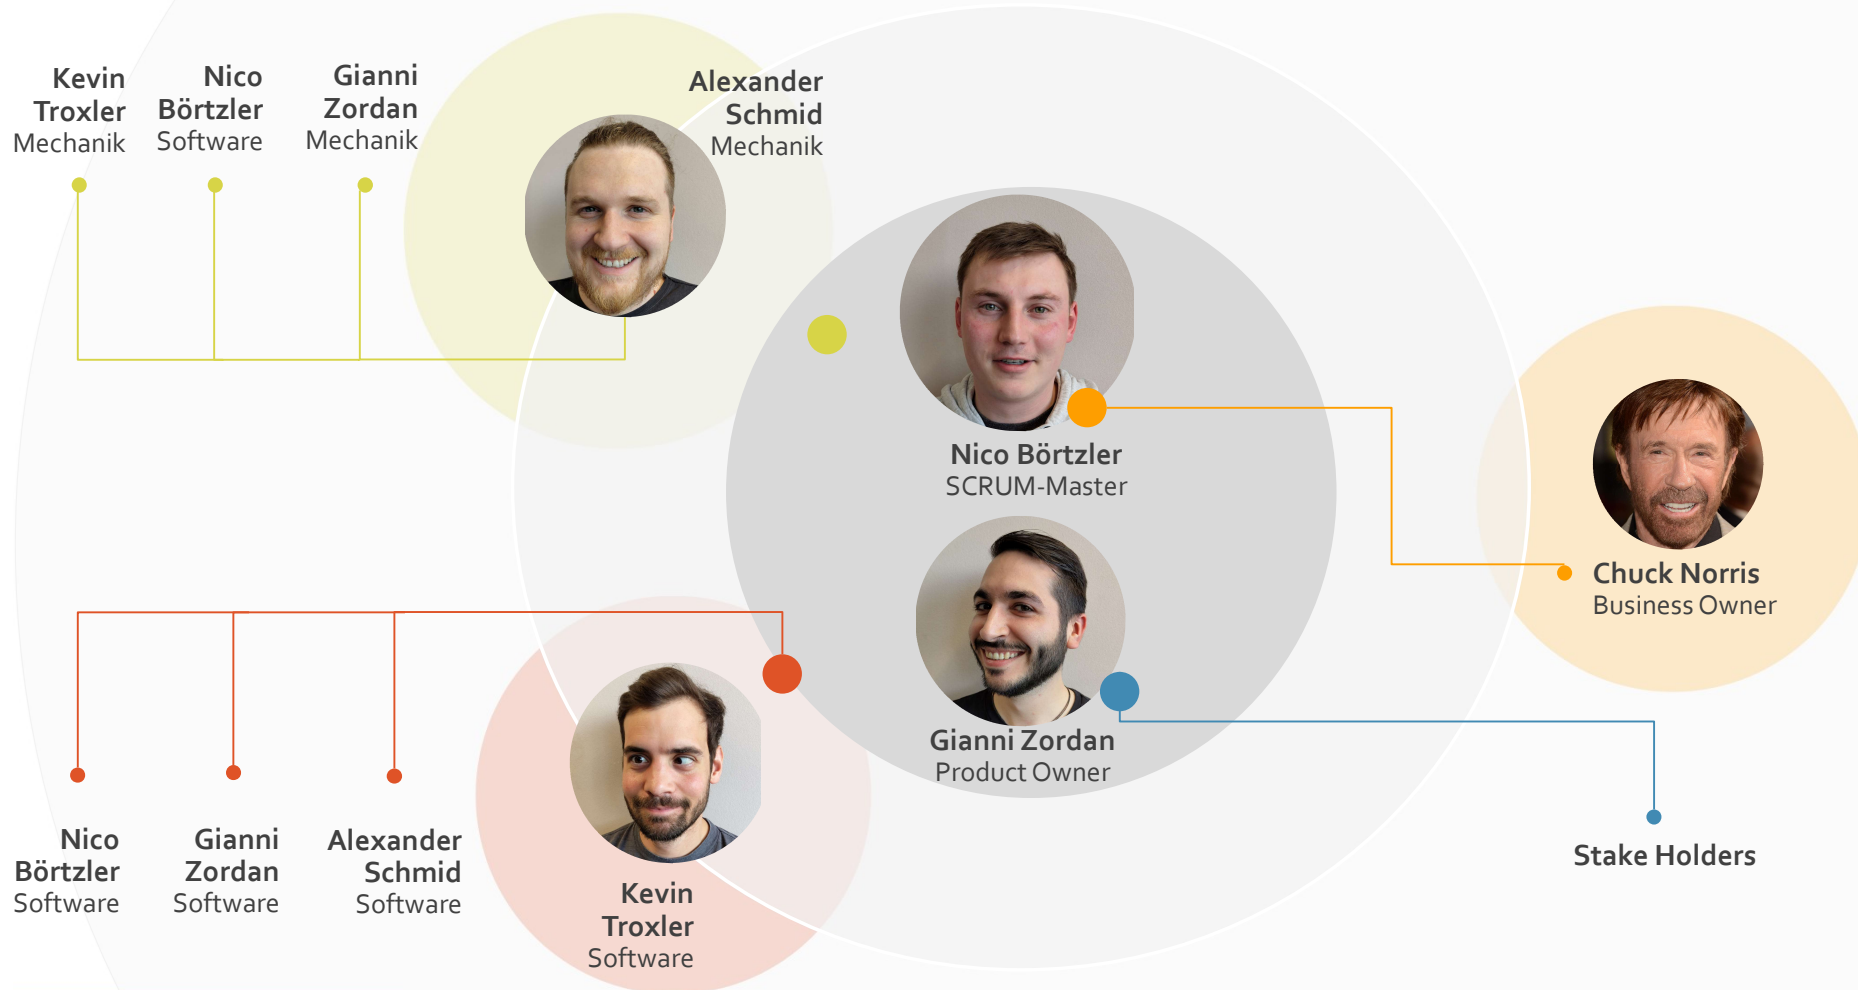 Kevin
Troxler
Mechanik
Nico
Börtzler
Software
Gianni
Zordan
Mechanik
Alexander
Schmid
Mechanik
Nico Börtzler
SCRUM-Master
Chuck Norris
Business Owner
Gianni Zordan
Product Owner
Stake Holders
Nico
Börtzler
Software
Gianni
Zordan
Software
Alexander
Schmid
Software
Kevin
Troxler
Software